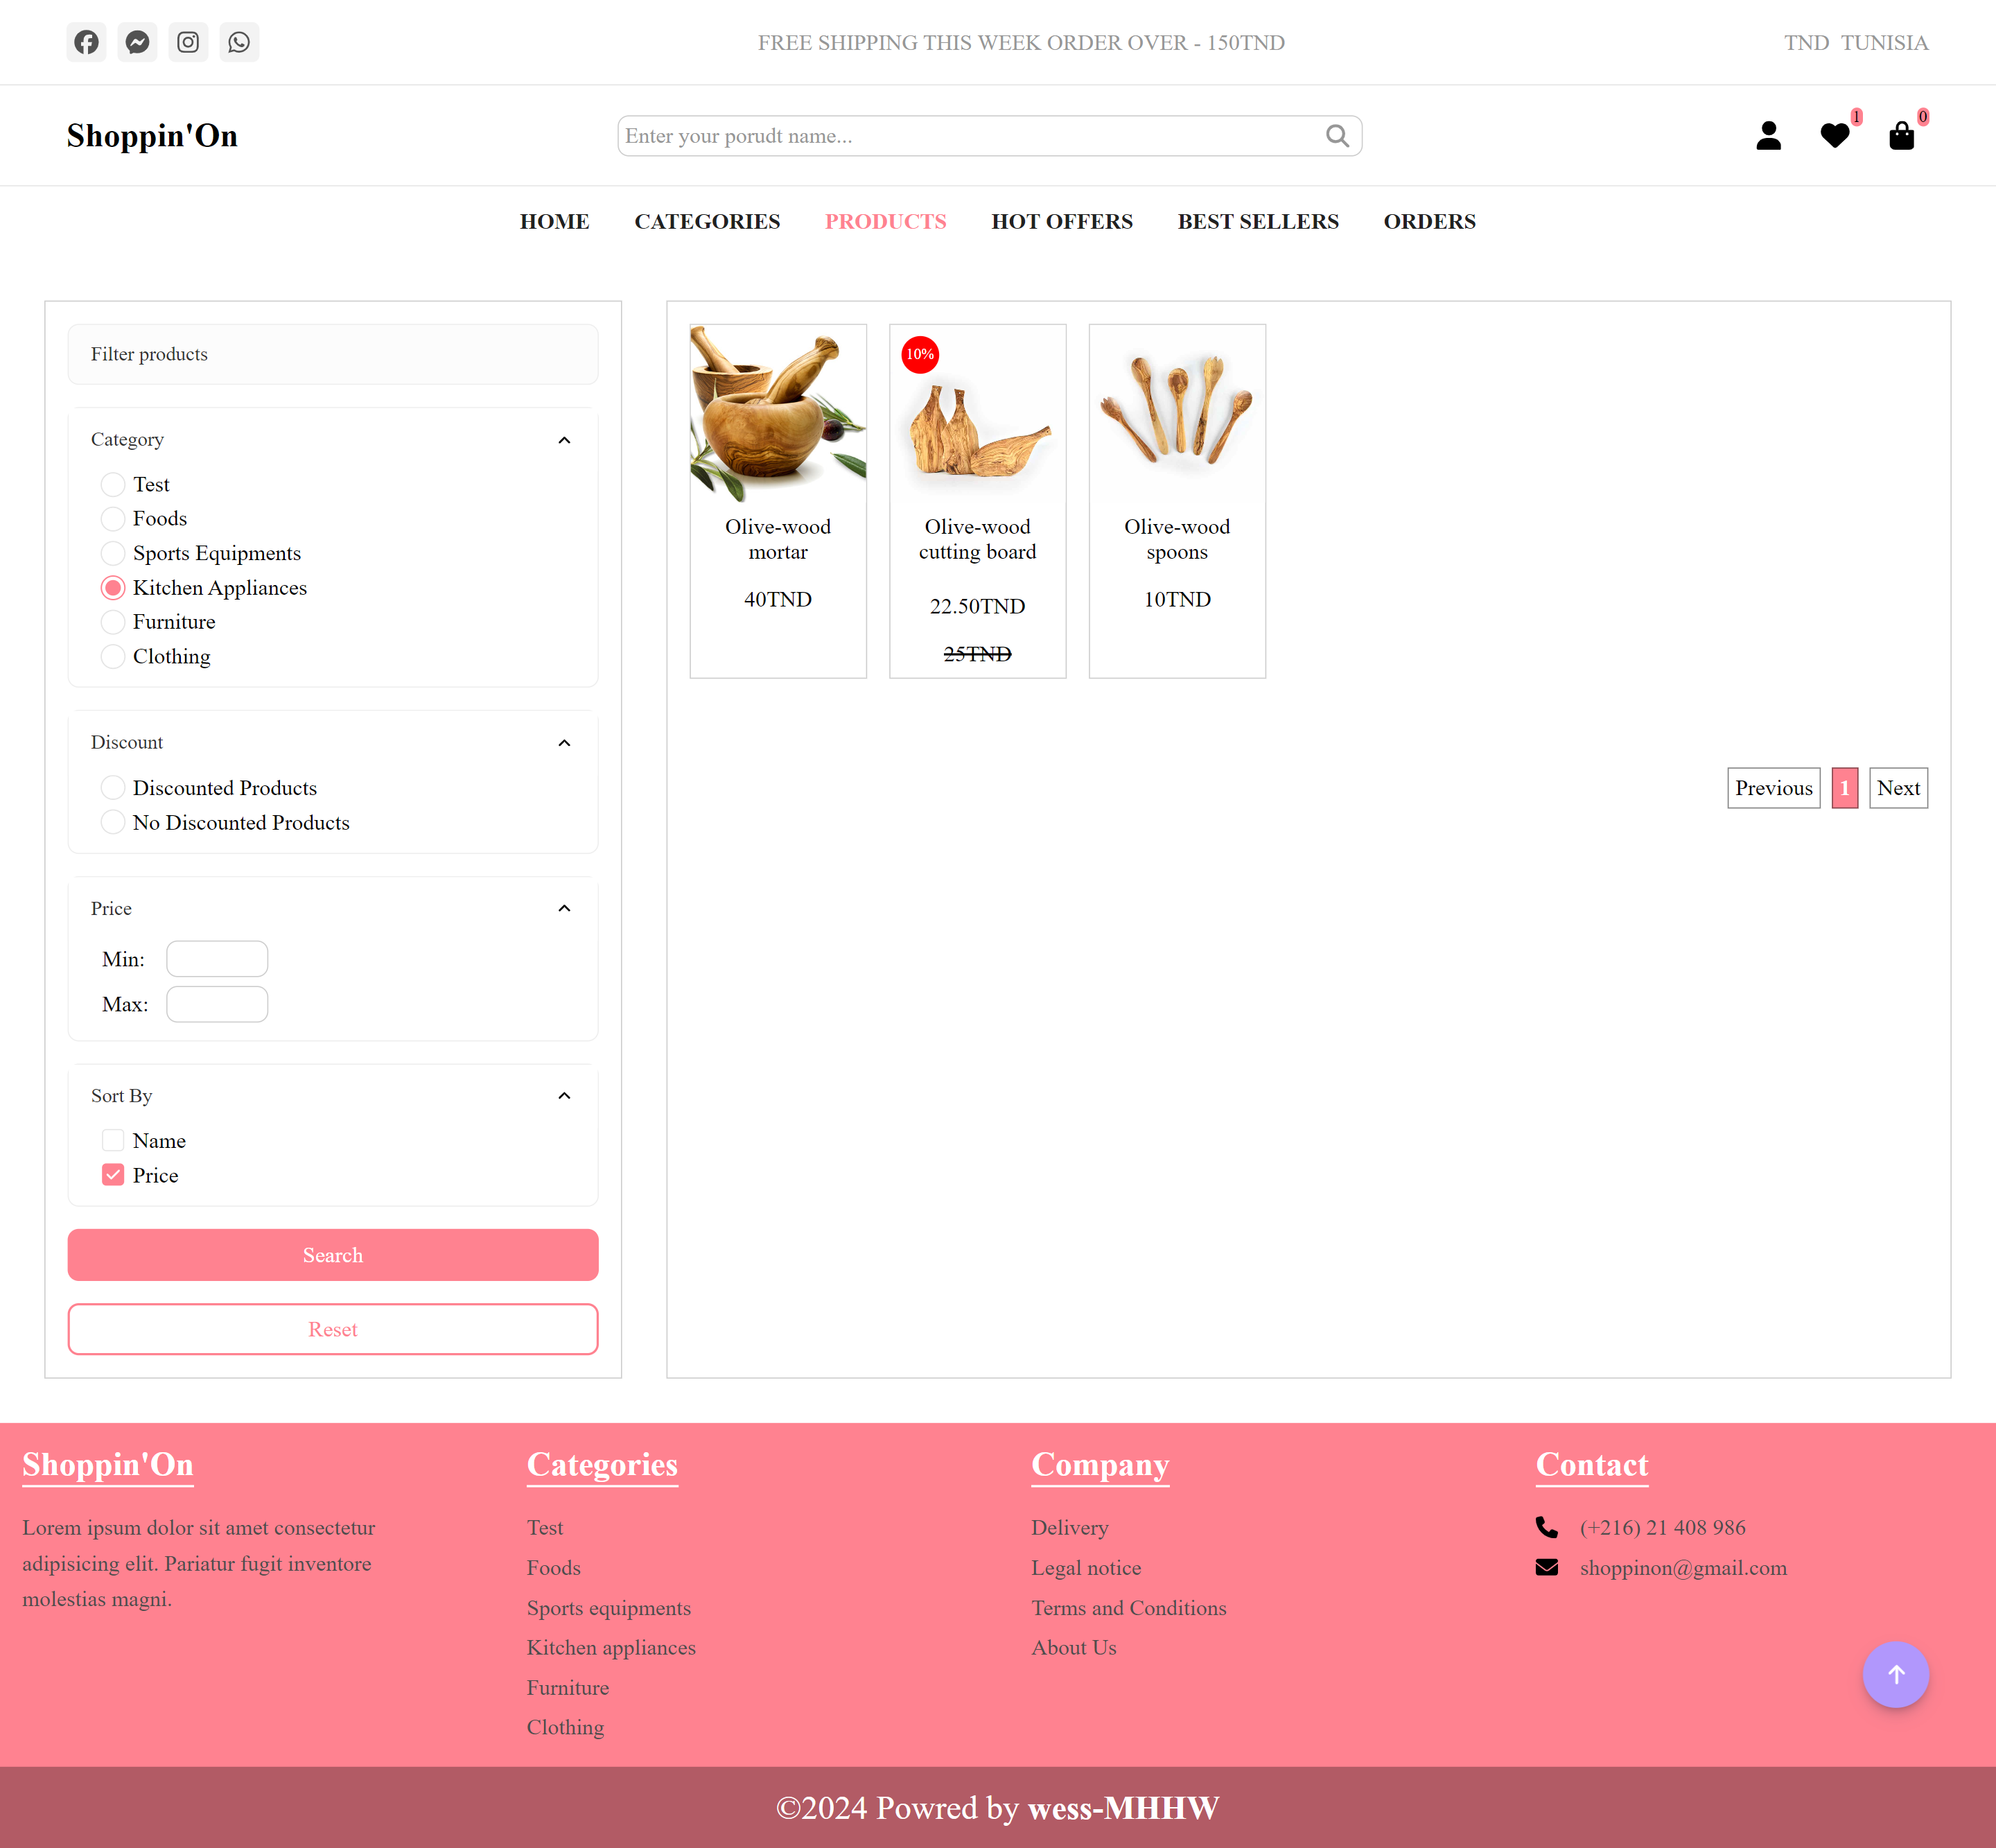 FREE SHIPPING THIS WEEK ORDER OVER - 150TND
TND TUNISIA
Shoppin'On
Enter your porudt name...
1
0
HOME CATEGORIES PRODUCTS HOT OFFERS BEST SELLERS ORDERS
Filter products
Category
Test
Foods
Sports Equipments
Kitchen Appliances
Furniture
Clothing
Discount
Discounted Products
No Discounted Products
Price
Min:
Max:
Sort By
Name
Price
Search
Reset
Olive-wood
mortar
40TND
10%
Olive-wood
cutting board
22.50TND
25TND
Olive-wood
spoons
10TND
Previous 1 Next
Shoppin'On
Lorem ipsum dolor sit amet consectetur
adipisicing elit. Pariatur fugit inventore
molestias magni.
Categories
Test
Foods
Sports equipments
Kitchen appliances
Furniture
Clothing
Company
Delivery
Legal notice
Terms and Conditions
About Us
Contact
(+216) 21 408 986
shoppinon@gmail.com
©2024 Powred by wess-MHHW